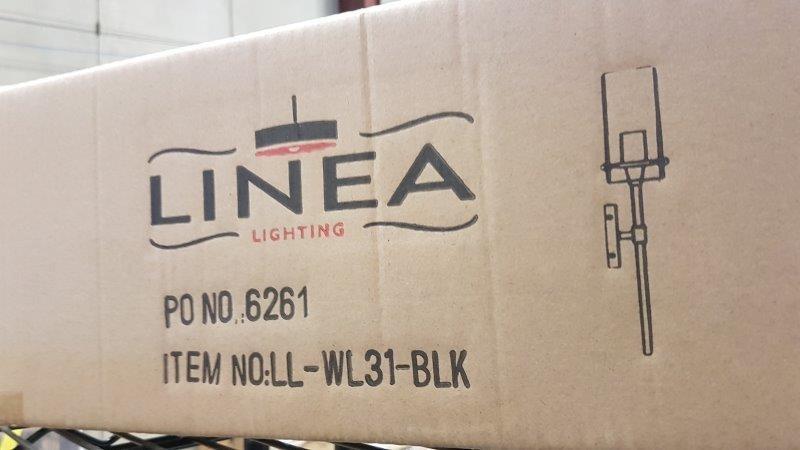 LINEA
LIGHTING
PO NO.:6261
ITEM NO:LL-WL31-BLK